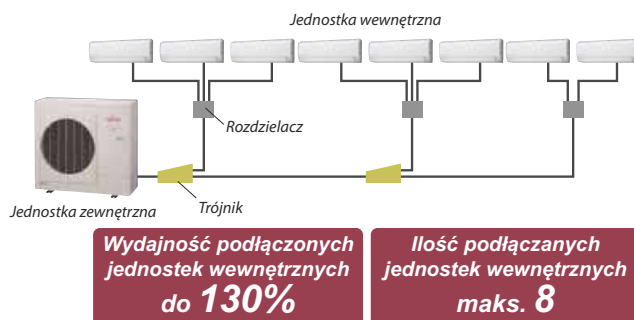 Jednostka wewnętrzna
Rozdzielacz
Trójnik
Jednostka zewnętrzna
Wydajność podłączonych
jednostek wewnętrznych
do 130%
Ilość podłączanych
jednostek wewnętrznych
maks. 8